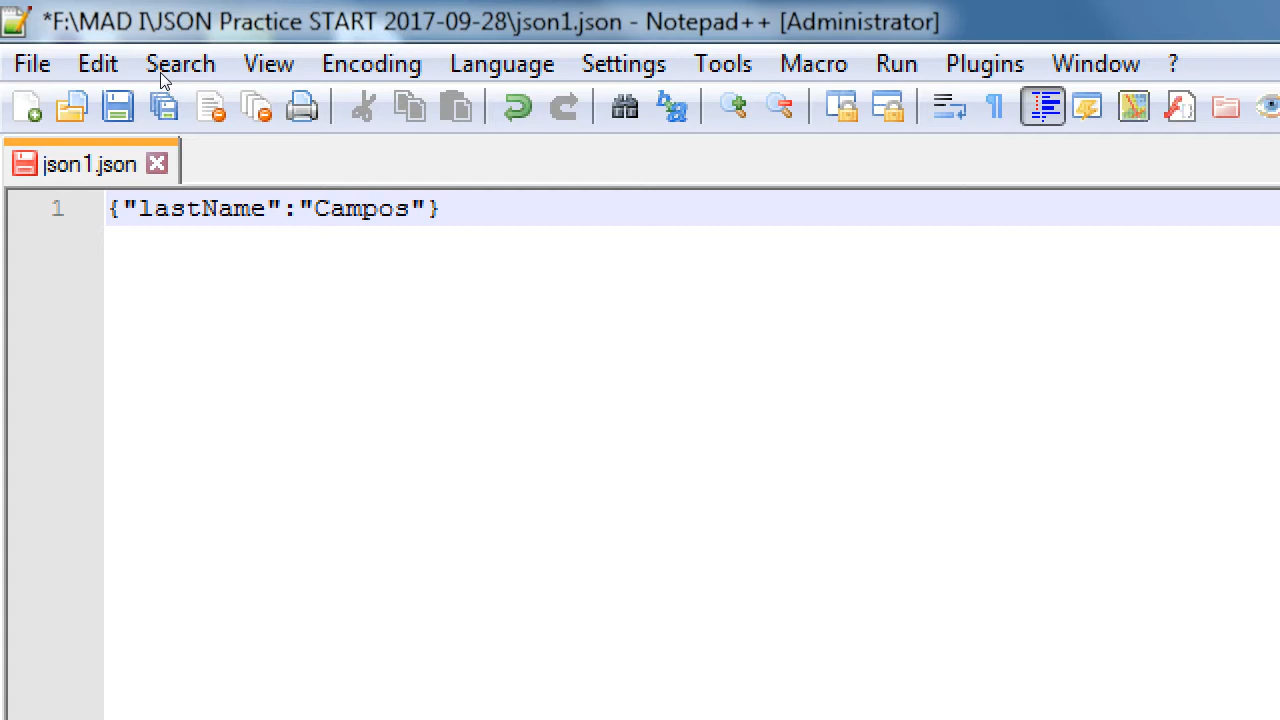 *F:\MAD I\JSON Practice START 2017-09-28\json1.json - Notepad++ [Administrator]
File Edit Search View Encoding Language Settings Tools Macro Run Plugins Window ?
json1.json
1 {"lastName":"Campos"}